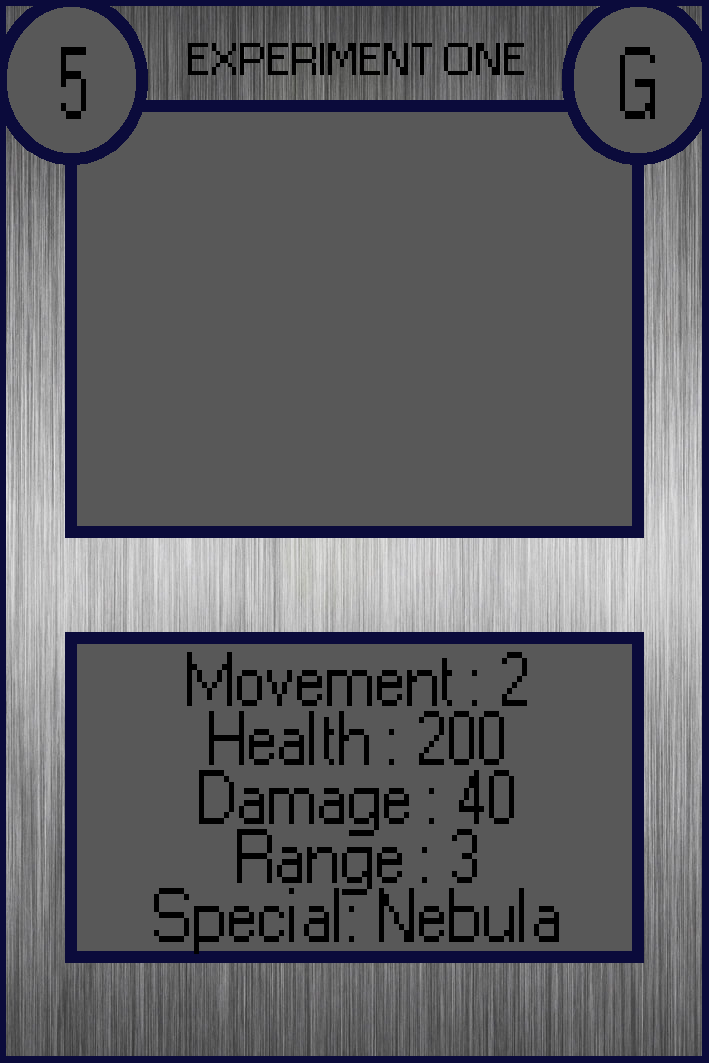 5
EXPERIMENT ONE
G
Movement : 2
Health : 200
Damage : 40
Range : 3
Special: Nebula